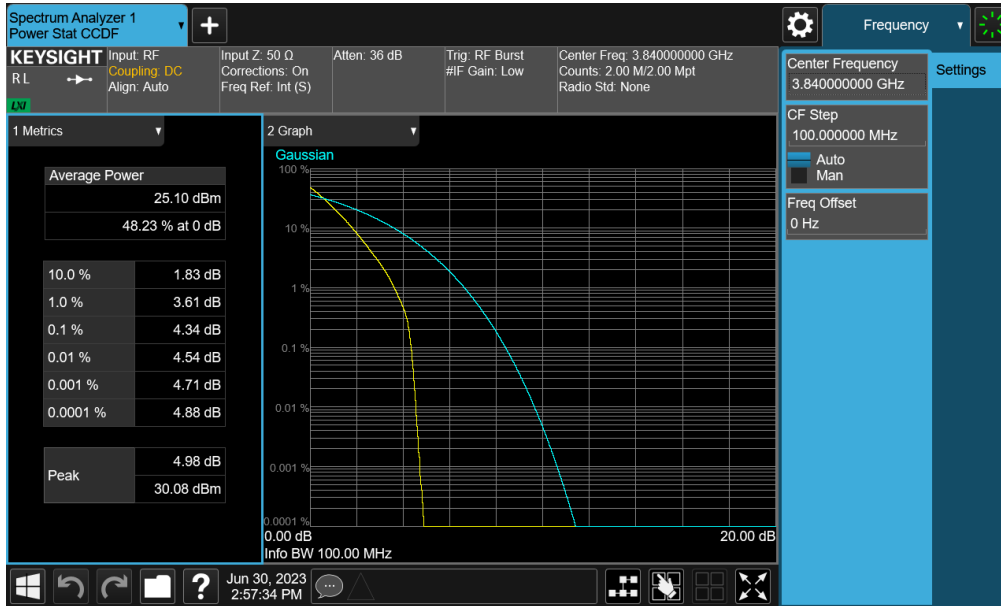 Spectrum Analyzer 1
Power Stat CCDF
Frequency
KEYSIGHT
R L
LXI
Input: RF
Coupling: DC
Align: Auto
Input Z: 50 Ω
Corrections: On
Freq Ref: Int (S)
Atten: 36 dB
Trig: RF Burst
#IF Gain: Low
Center Freq: 3.840000000 GHz
Counts: 2.00 M/2.00 Mpt
Radio Std: None
Center Frequency
3.840000000 GHz
Settings
CF Step
100.000000 MHz
Auto
Man
Freq Offset
0 Hz
1 Metrics
Average Power
25.10 dBm
48.23 % at 0 dB
10.0 % 1.83 dB
1.0 % 3.61 dB
0.1 % 4.34 dB
0.01 % 4.54 dB
0.001 % 4.71 dB
0.0001 % 4.88 dB
Peak 4.98 dB
30.08 dBm
2 Graph
Gaussian
100 %
10 %
1 %
0.1 %
0.01 %
0.001 %
0.0001 %
0.00 dB 20.00 dB
Info BW 100.00 MHz
?
Jun 30, 2023
2:57:34 PM